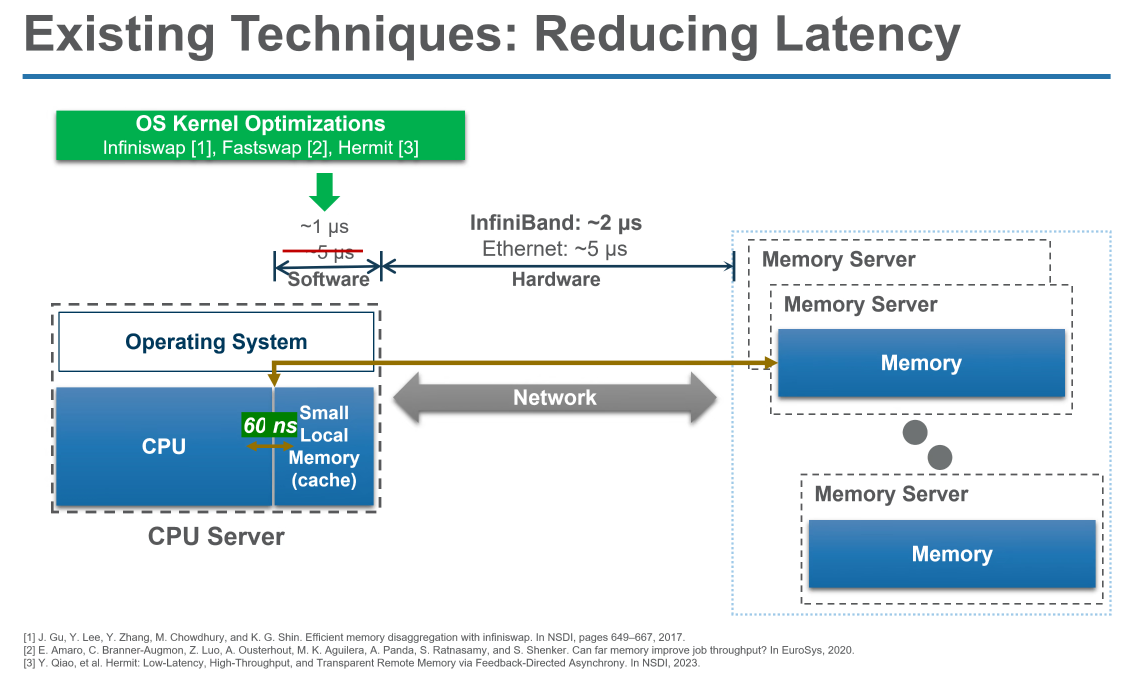 Existing Techniques: Reducing Latency
OS Kernel Optimizations
Infiniswap [1], Fastswap [2], Hermit [3]
~1 µs
~5 µs
Software
InfiniBand: ~2 µs
Ethernet: ~5 µs
Hardware
Memory Server
Memory Server
Memory
Operating System
Network
CPU
60 ns
Small
Local
Memory
(cache)
CPU Server
Memory Server
Memory
[1] J. Gu, Y. Lee, Y. Zhang, M. Chowdhury, and K. G. Shin. Efficient memory disaggregation with infiniswap. In NSDI, pages 649–667, 2017.
[2] E. Amaro, C. Branner-Augmon, Z. Luo, A. Ousterhout, M. K. Aguilera, A. Panda, S. Ratnasamy, and S. Shenker. Can far memory improve job throughput? In EuroSys, 2020.
[3] Y. Qiao, et al. Hermit: Low-Latency, High-Throughput, and Transparent Remote Memory via Feedback-Directed Asynchrony. In NSDI, 2023.